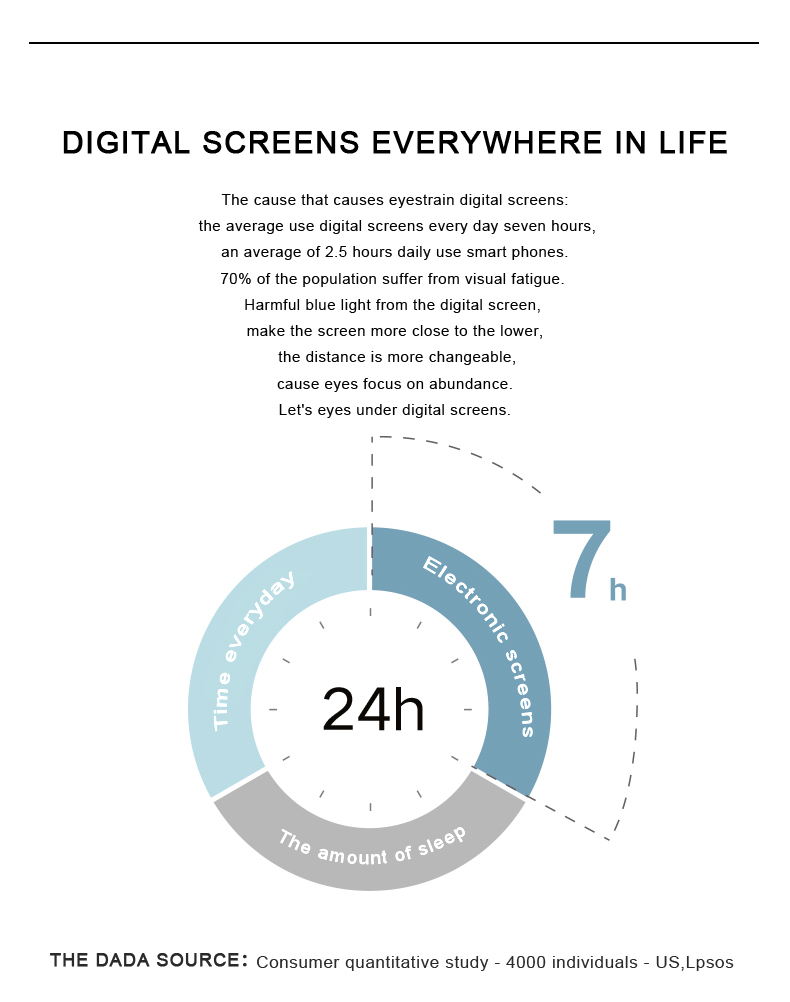 DIGITAL SCREENS EVERYWHERE IN LIFE
The cause that causes eyestrain digital screens:
the average use digital screens every day seven hours,
an average of 2.5 hours daily use smart phones.
70% of the population suffer from visual fatigue.
Harmful blue light from the digital screen,
make the screen more close to the lower,
the distance is more changeable,
cause eyes focus on abundance.
Let's eyes under digital screens.
7h
Time everyday
Electronic screens
24h
The amount of sleep
THE DADA SOURCE: Consumer quantitative study - 4000 individuals - US,Lpsos